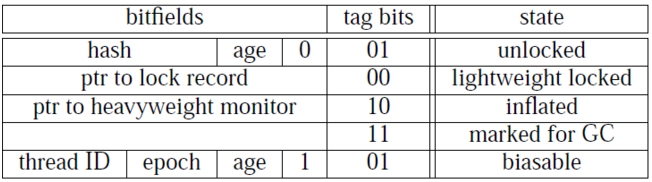 bitfields tag bits state
hash age 0 01 unlocked
ptr to lock record 00 lightweight locked
ptr to heavyweight monitor 10 inflated
11 marked for GC
thread ID epoch age 1 01 biasable